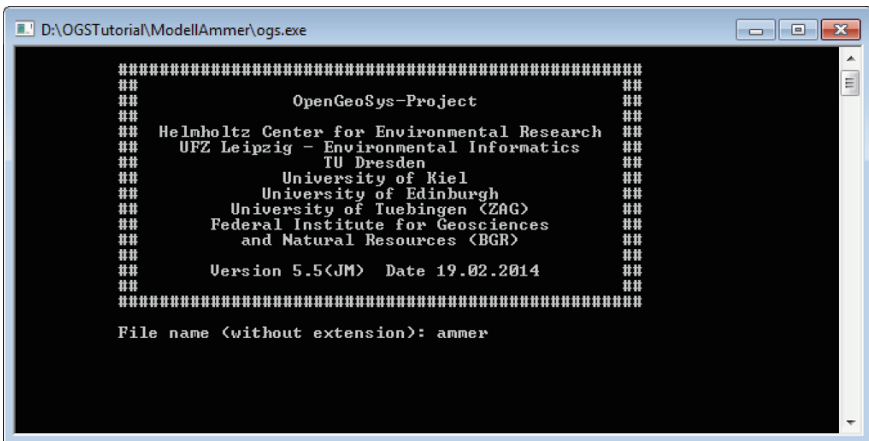 D:\OGSTutorial\ModellAmmer\ogs.exe
###################################################
## ##
## OpenGeoSys-Project ##
## ##
## Helmholtz Center for Environmental Research ##
## UFZ Leipzig - Environmental Informatics ##
## TU Dresden ##
## University of Kiel ##
## University of Edinburgh ##
## University of Tuebingen (ZAG) ##
## Federal Institute for Geosciences ##
## and Natural Resources (BGR) ##
## ##
## Version 5.5(JM) Date 19.02.2014 ##
## ##
###################################################
File name (without extension): ammer